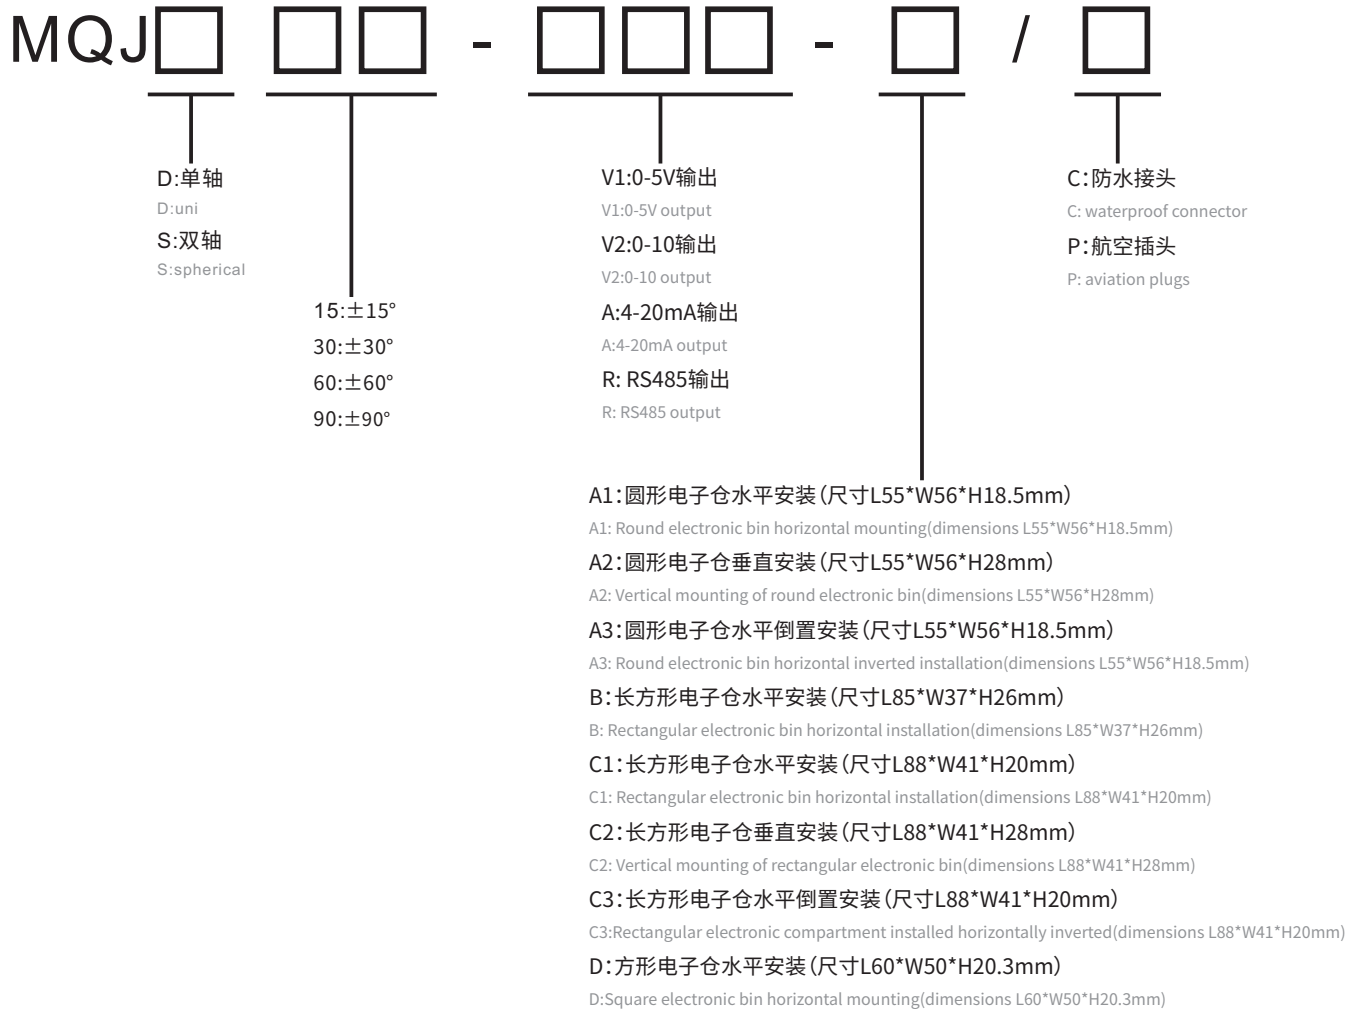 MQJ□ □□ - □□□ - □ / □
D:单轴
D:uni
S:双轴
S:spherical
15:±15°
30:±30°
60:±60°
90:±90°
V1:0-5V输出
V1:0-5V output
V2:0-10输出
V2:0-10 output
A:4-20mA输出
A:4-20mA output
R: RS485输出
R: RS485 output
C:防水接头
C: waterproof connector
P:航空插头
P: aviation plugs
A1:圆形电子仓水平安装(尺寸L55*W56*H18.5mm)
A1: Round electronic bin horizontal mounting(dimensions L55*W56*H18.5mm)
A2:圆形电子仓垂直安装(尺寸L55*W56*H28mm)
A2: Vertical mounting of round electronic bin(dimensions L55*W56*H28mm)
A3:圆形电子仓水平倒置安装(尺寸L55*W56*H18.5mm)
A3: Round electronic bin horizontal inverted installation(dimensions L55*W56*H18.5mm)
B:长方形电子仓水平安装(尺寸L85*W37*H26mm)
B: Rectangular electronic bin horizontal installation(dimensions L85*W37*H26mm)
C1:长方形电子仓水平安装(尺寸L88*W41*H20mm)
C1: Rectangular electronic bin horizontal installation(dimensions L88*W41*H20mm)
C2:长方形电子仓垂直安装(尺寸L88*W41*H28mm)
C2: Vertical mounting of rectangular electronic bin(dimensions L88*W41*H28mm)
C3:长方形电子仓水平倒置安装(尺寸L88*W41*H20mm)
C3:Rectangular electronic compartment installed horizontally inverted(dimensions L88*W41*H20mm)
D:方形电子仓水平安装(尺寸L60*W50*H20.3mm)
D:Square electronic bin horizontal mounting(dimensions L60*W50*H20.3mm)